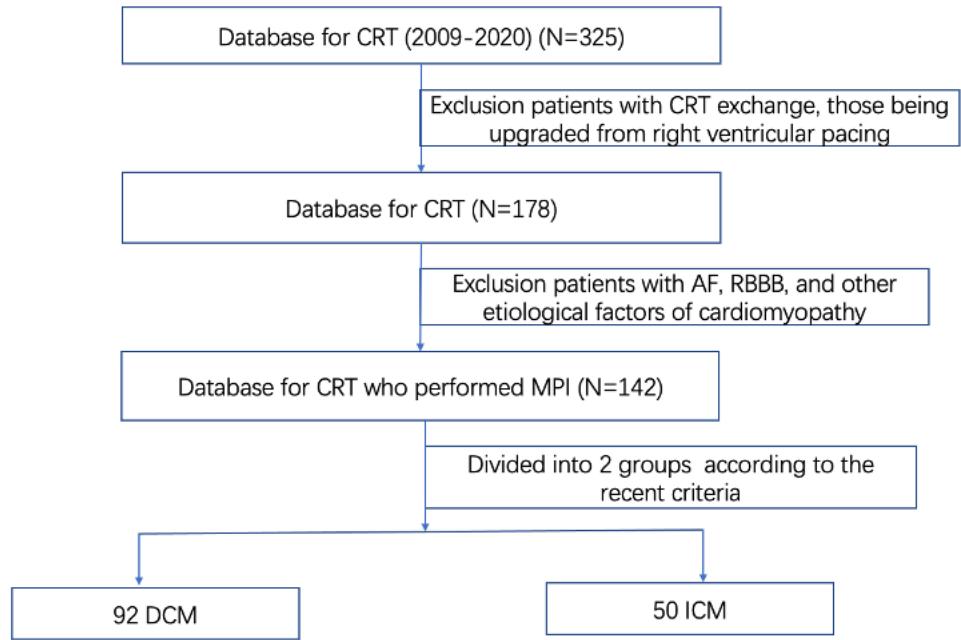 Database for CRT (2009-2020) (N=325)
Exclusion patients with CRT exchange, those being
upgraded from right ventricular pacing
Database for CRT (N=178)
Exclusion patients with AF, RBBB, and other
etiological factors of cardiomyopathy
Database for CRT who performed MPI (N=142)
Divided into 2 groups according to the
recent criteria
92 DCM
50 ICM